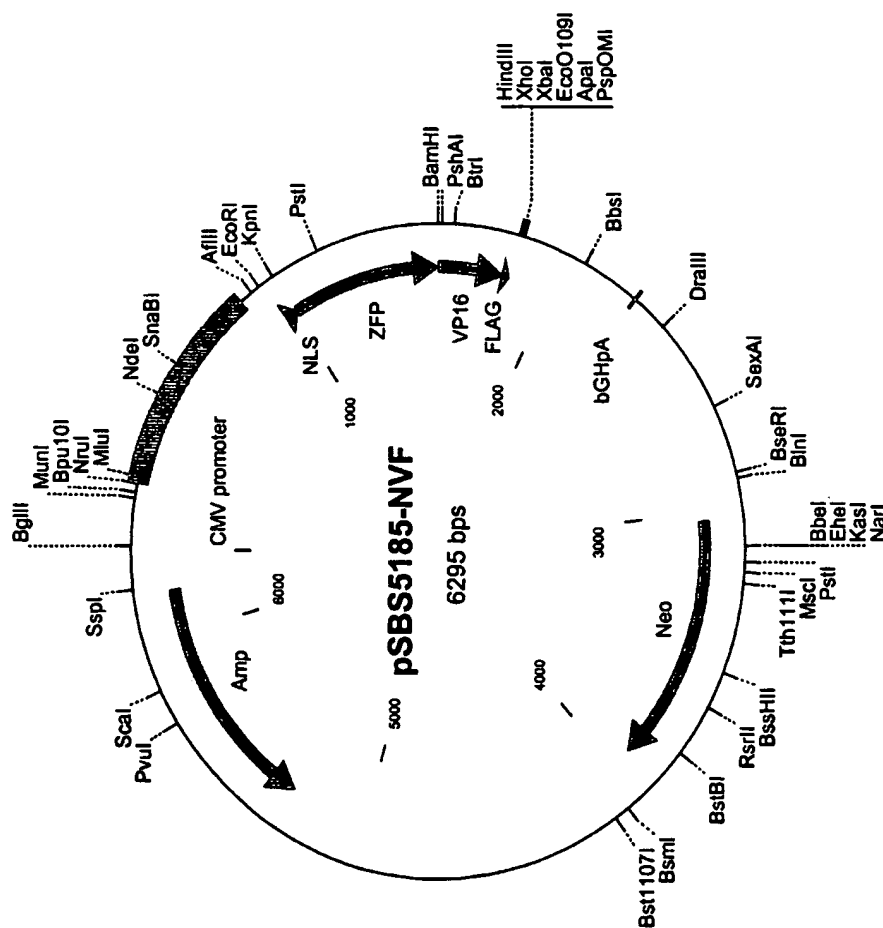 BglII
MunI
Bpu10I
NruI
MluI
NdeI
SnaBI
AflII
EcoRI
KpnI
PstI
BamHI
PshAI
BtrI
HindIII
XhoI
XbaI
EcoO109I
ApaI
PspOMI
BbsI
DraIII
SexAI
BseRI
BlnI
BbeI
EheI
KasI
NarI
PstI
MscI
Tth111I
BssHII
RsrII
BstBI
BsmI
Bst1107I
PvuI
ScaI
SspI
CMV promoter
NLS
ZFP
VP16
FLAG
bGHpA
Neo
Amp
1000
2000
3000
4000
5000
6000
pSBS5185-NVF
6295 bps